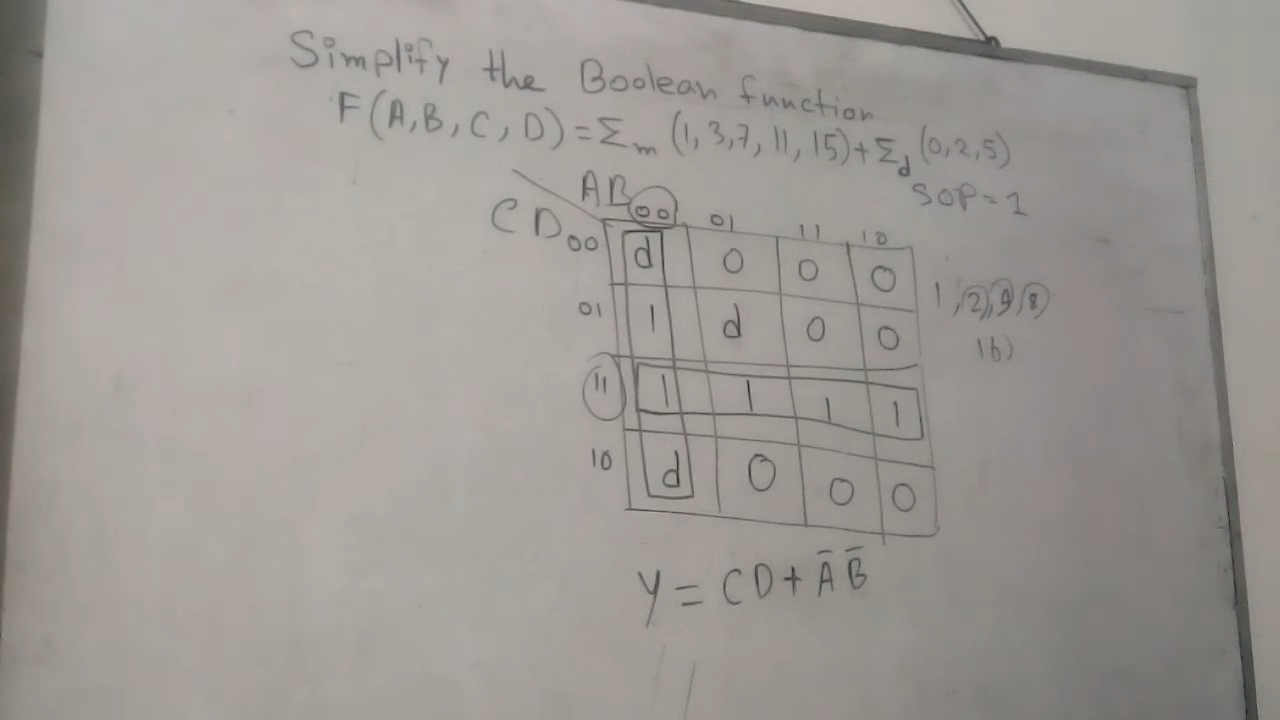 Simplify the Boolean function
F(A,B,C,D)=Σm (1,3,7,11,15)+Σd (0,2,5)
SOP=1
AB
CD
00 01 11 10
00 d 0 0 0
01 1 d 0 0
11 1 1 1 1
10 d 0 0 0
1,2,4,8
16)
Y = CD+A̅ B̅